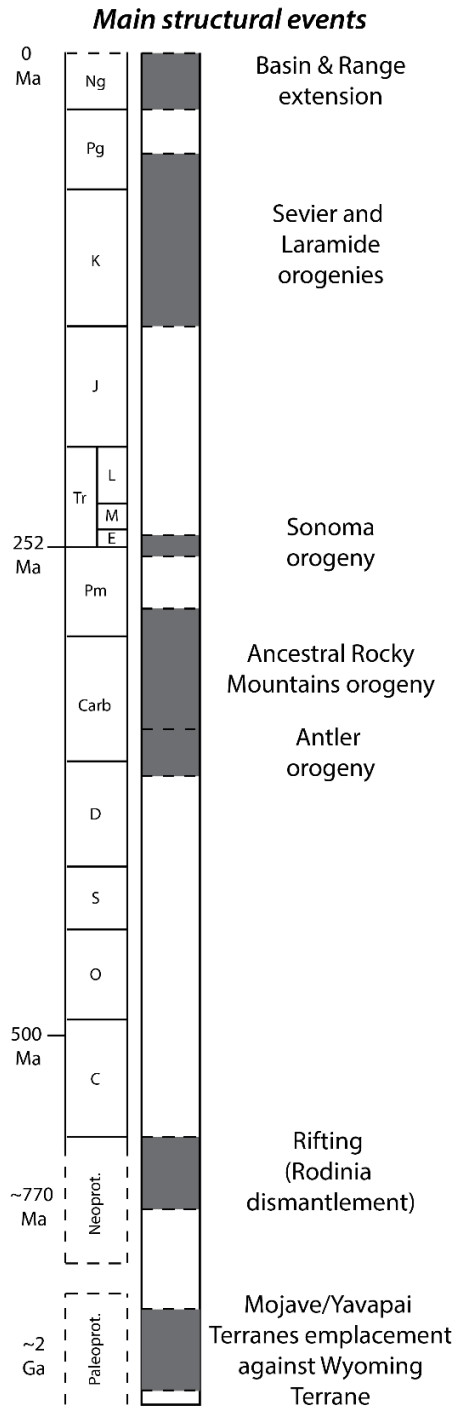 Main structural events
0
Ma
Ng
Basin & Range
extension
Pg
K
Sevier and
Laramide
orogenies
J
Tr
L
M
E
252
Ma
Sonoma
orogeny
Pm
Ancestral Rocky
Mountains orogeny
Carb
Antler
orogeny
D
S
O
500
Ma
C
Rifting
(Rodinia
dismantlement)
~770
Ma
Neoprot.
Mojave/Yavapai
Terranes emplacement
against Wyoming
Terrane
~2
Ga
Paleoprot.